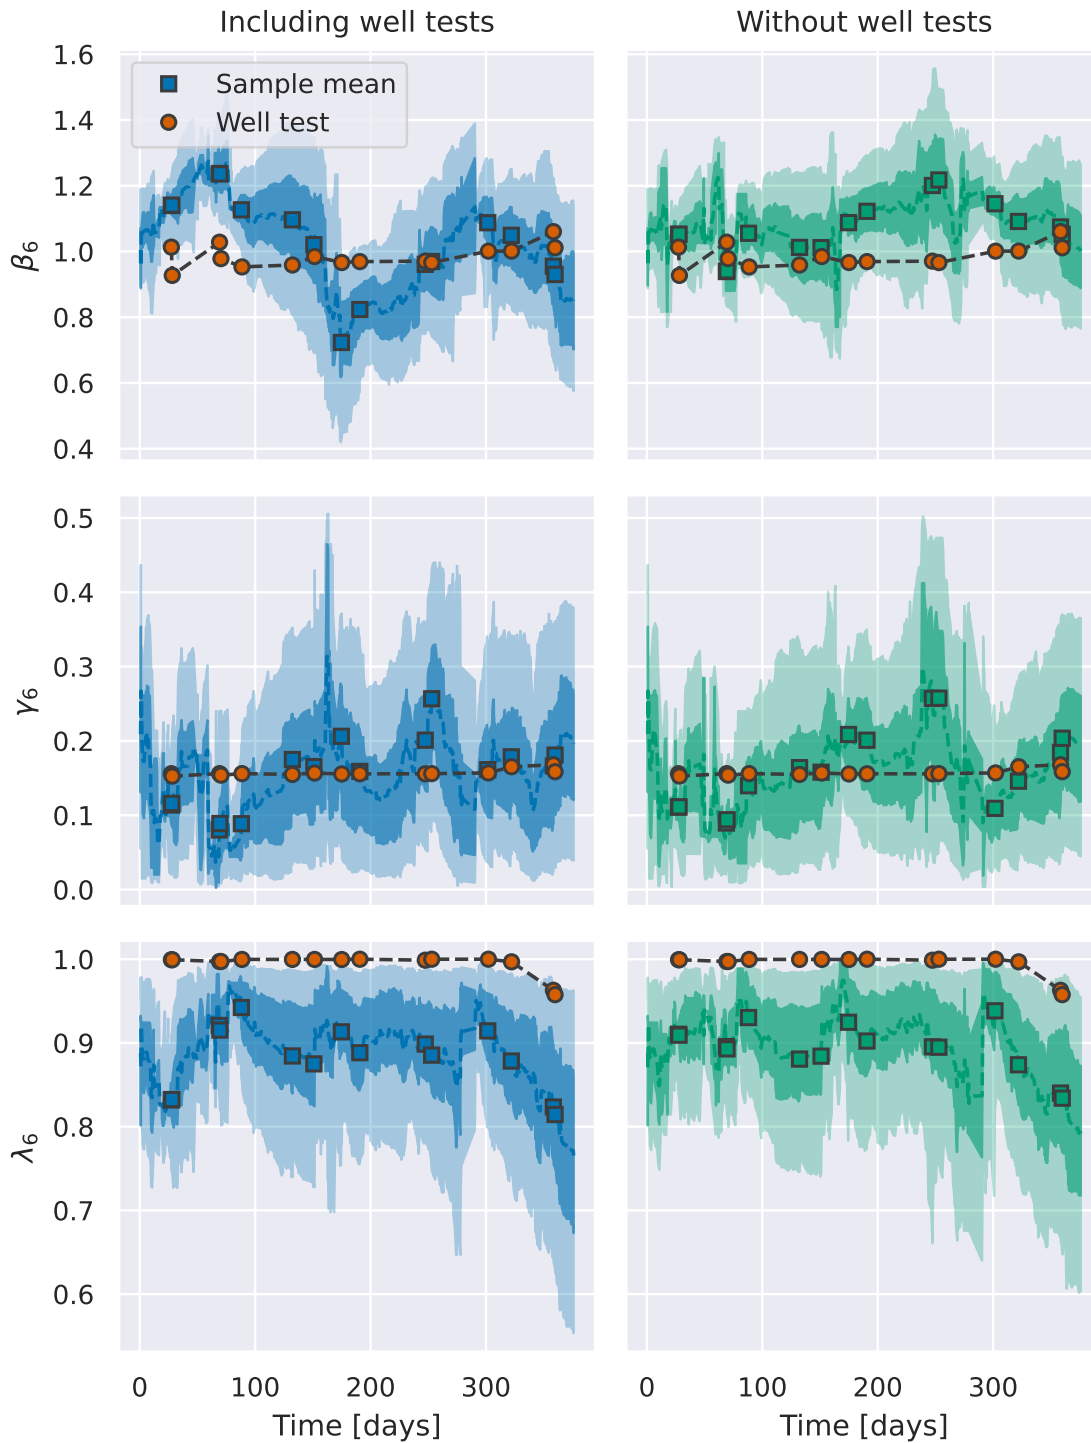 Including well tests
Without well tests
Sample mean
Well test
1.6
1.4
1.2
1.0
0.8
0.6
0.4
β6
0.5
0.4
0.3
0.2
0.1
0.0
γ6
1.0
0.9
0.8
0.7
0.6
λ6
0 100 200 300
0 100 200 300
Time [days]
Time [days]